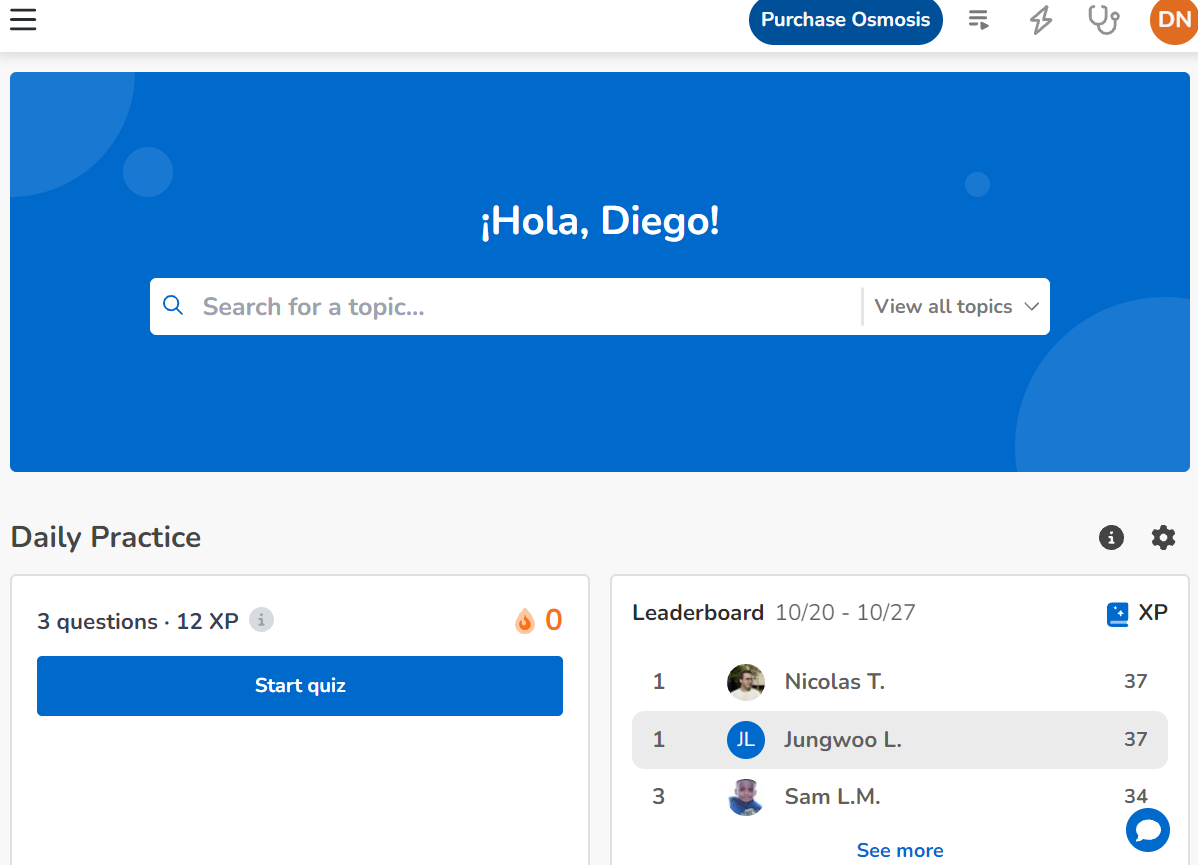 Purchase Osmosis
DN
¡Hola, Diego!
Search for a topic...
View all topics
Daily Practice
3 questions · 12 XP
0
Start quiz
Leaderboard 10/20 - 10/27
XP
1 Nicolas T. 37
1 JL Jungwoo L. 37
3 Sam L.M. 34
See more